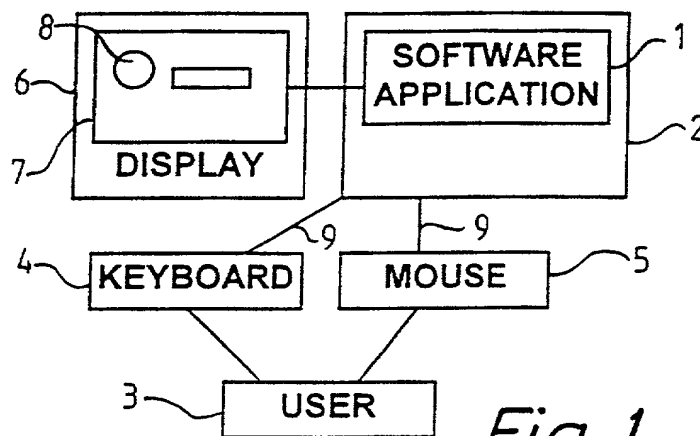 8
SOFTWARE
APPLICATION
1
6
7
DISPLAY
2
9
9
4
KEYBOARD
MOUSE
5
3
USER
Fig. 1